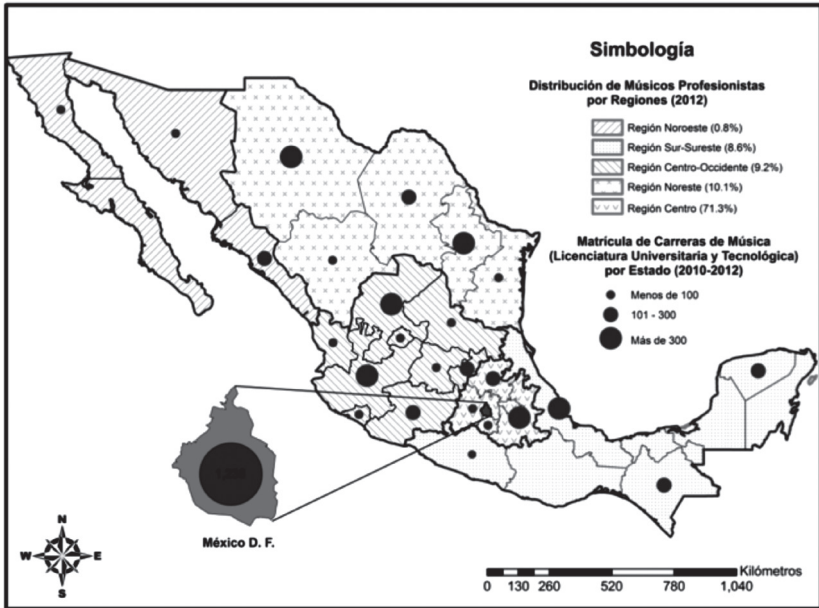 Simbología
Distribución de Músicos Profesionistas
por Regiones (2012)
Región Noroeste (0.8%)
Región Sur-Sureste (8.6%)
Región Centro-Occidente (9.2%)
Región Noreste (10.1%)
Región Centro (71.3%)
Matrícula de Carreras de Música
(Licenciatura Universitaria y Tecnológica)
por Estado (2010-2012)
Menos de 100
101 - 300
Más de 300
México D. F.
N
W E
S
Kilómetros
0 130 260 520 780 1,040